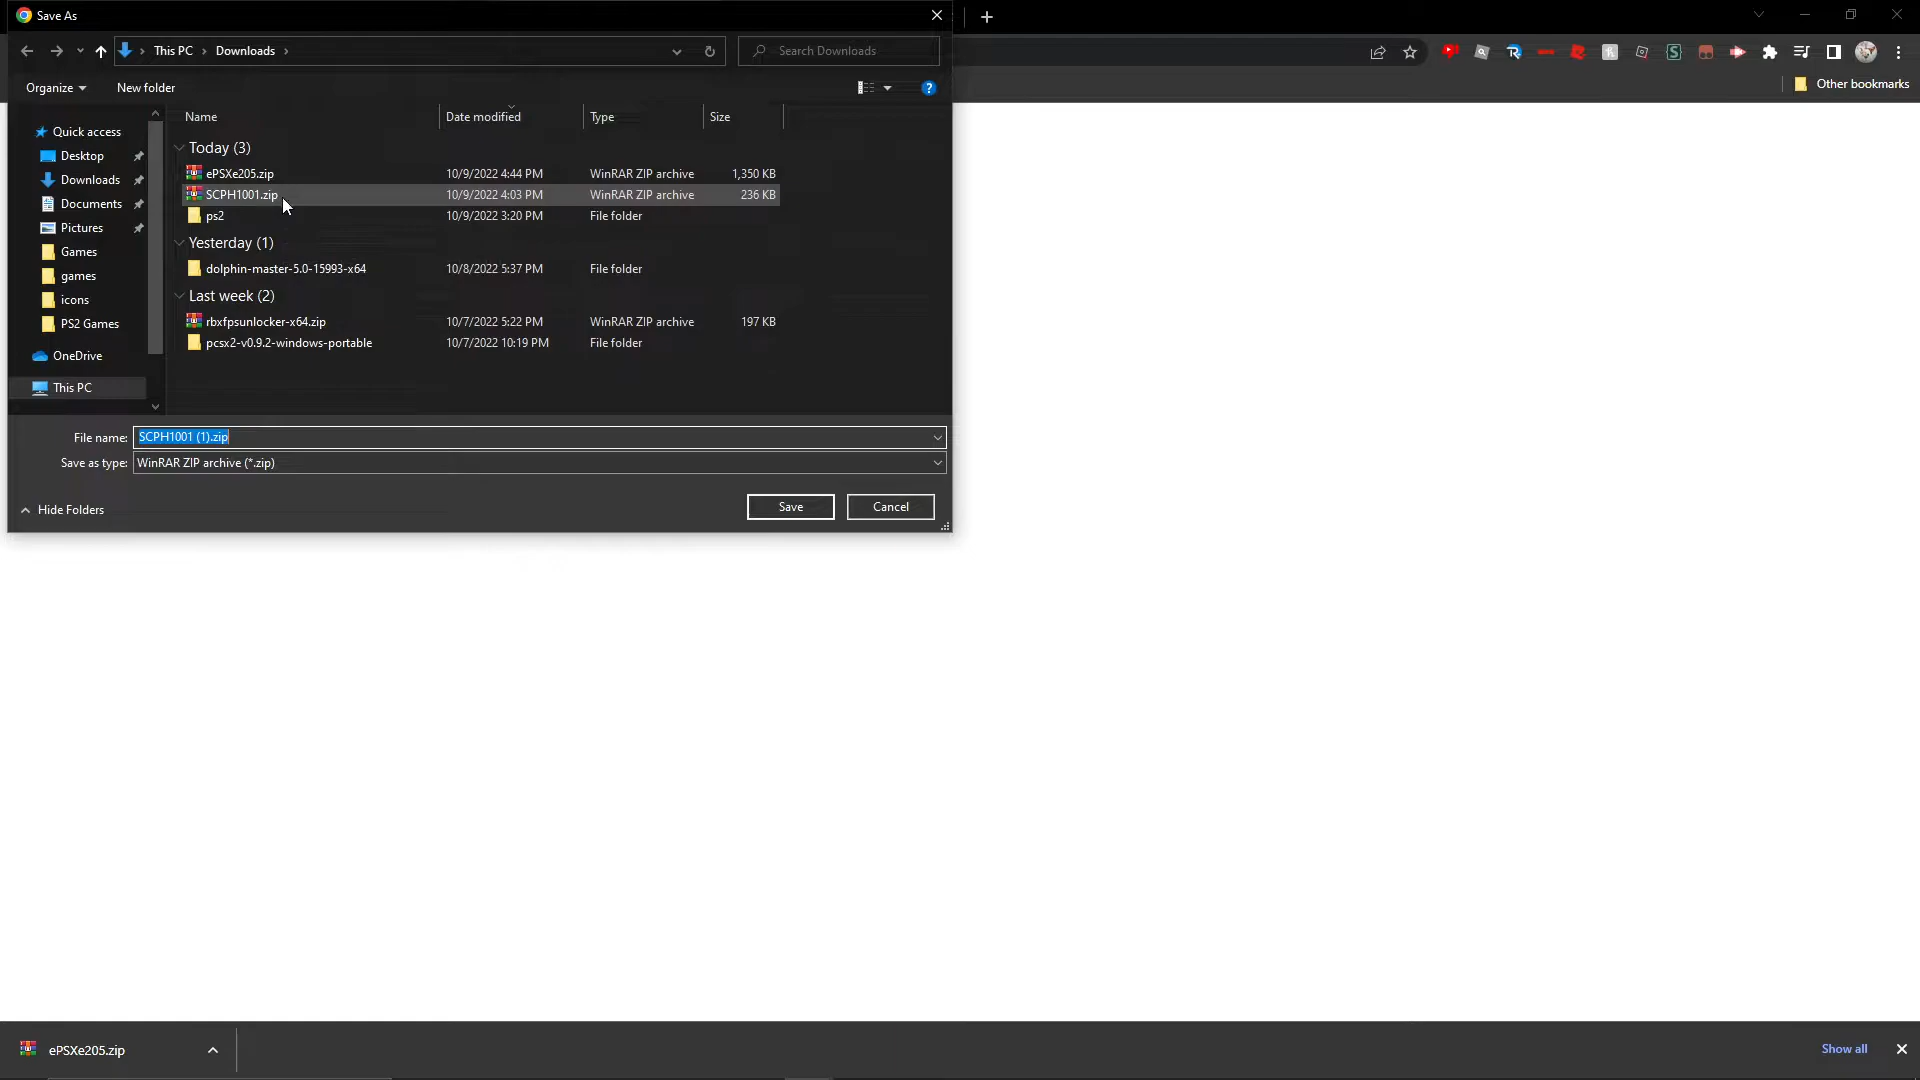 Save As
This PC
Downloads
Search Downloads
Organize
New folder
Other bookmarks
Name
Date modified
Type
Size
Quick access
Desktop
Downloads
Documents
Pictures
Games
games
icons
PS2 Games
OneDrive
This PC
Today (3)
ePSXe205.zip 10/9/2022 4:44 PM WinRAR ZIP archive 1,350 KB
SCPH1001.zip 10/9/2022 4:03 PM WinRAR ZIP archive 236 KB
ps2 10/9/2022 3:20 PM File folder
Yesterday (1)
dolphin-master-5.0-15993-x64 10/8/2022 5:37 PM File folder
Last week (2)
rbxfpsunlocker-x64.zip 10/7/2022 5:22 PM WinRAR ZIP archive 197 KB
pcsx2-v0.9.2-windows-portable 10/7/2022 10:19 PM File folder
File name: SCPH1001 (1).zip
Save as type: WinRAR ZIP archive (*.zip)
Hide Folders
Save
Cancel
ePSXe205.zip
Show all